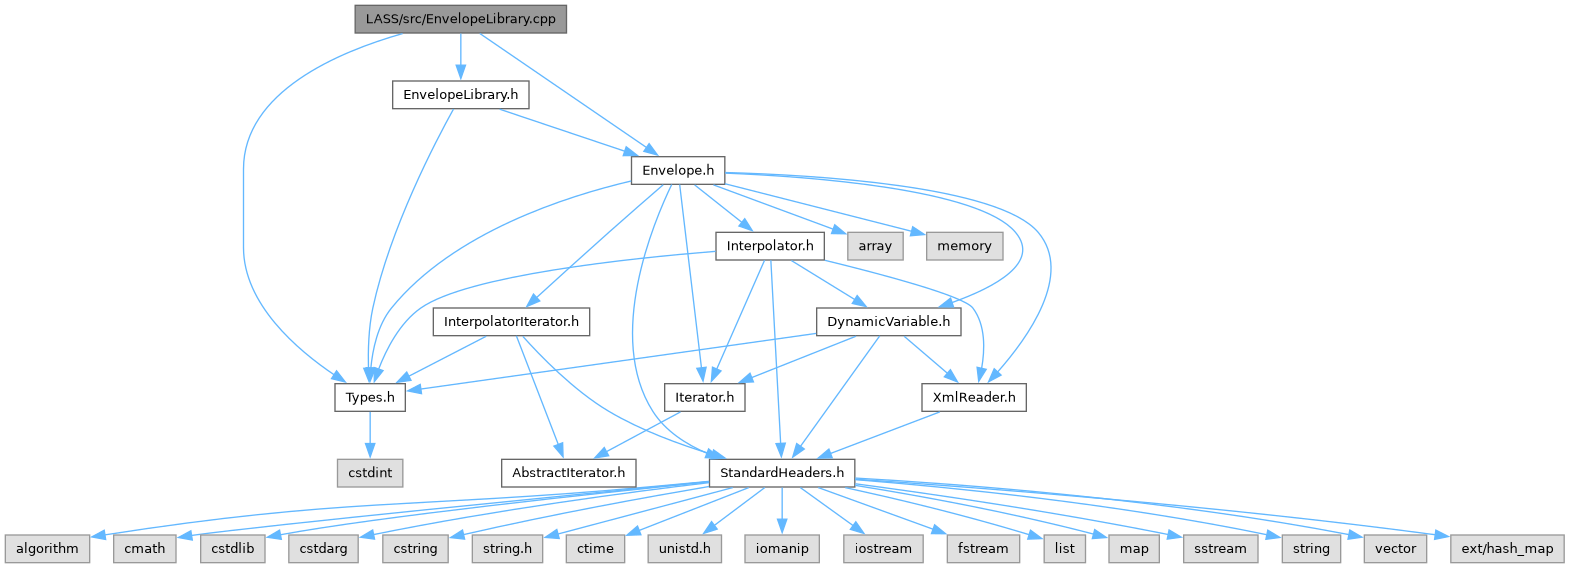 LASS/src/EnvelopeLibrary.cpp
EnvelopeLibrary.h
Envelope.h
Interpolator.h
array
memory
InterpolatorIterator.h
DynamicVariable.h
Types.h
Iterator.h
XmlReader.h
cstdint
AbstractIterator.h
StandardHeaders.h
algorithm
cmath
cstdlib
cstdarg
cstring
string.h
ctime
unistd.h
iomanip
iostream
fstream
list
map
sstream
string
vector
ext/hash_map